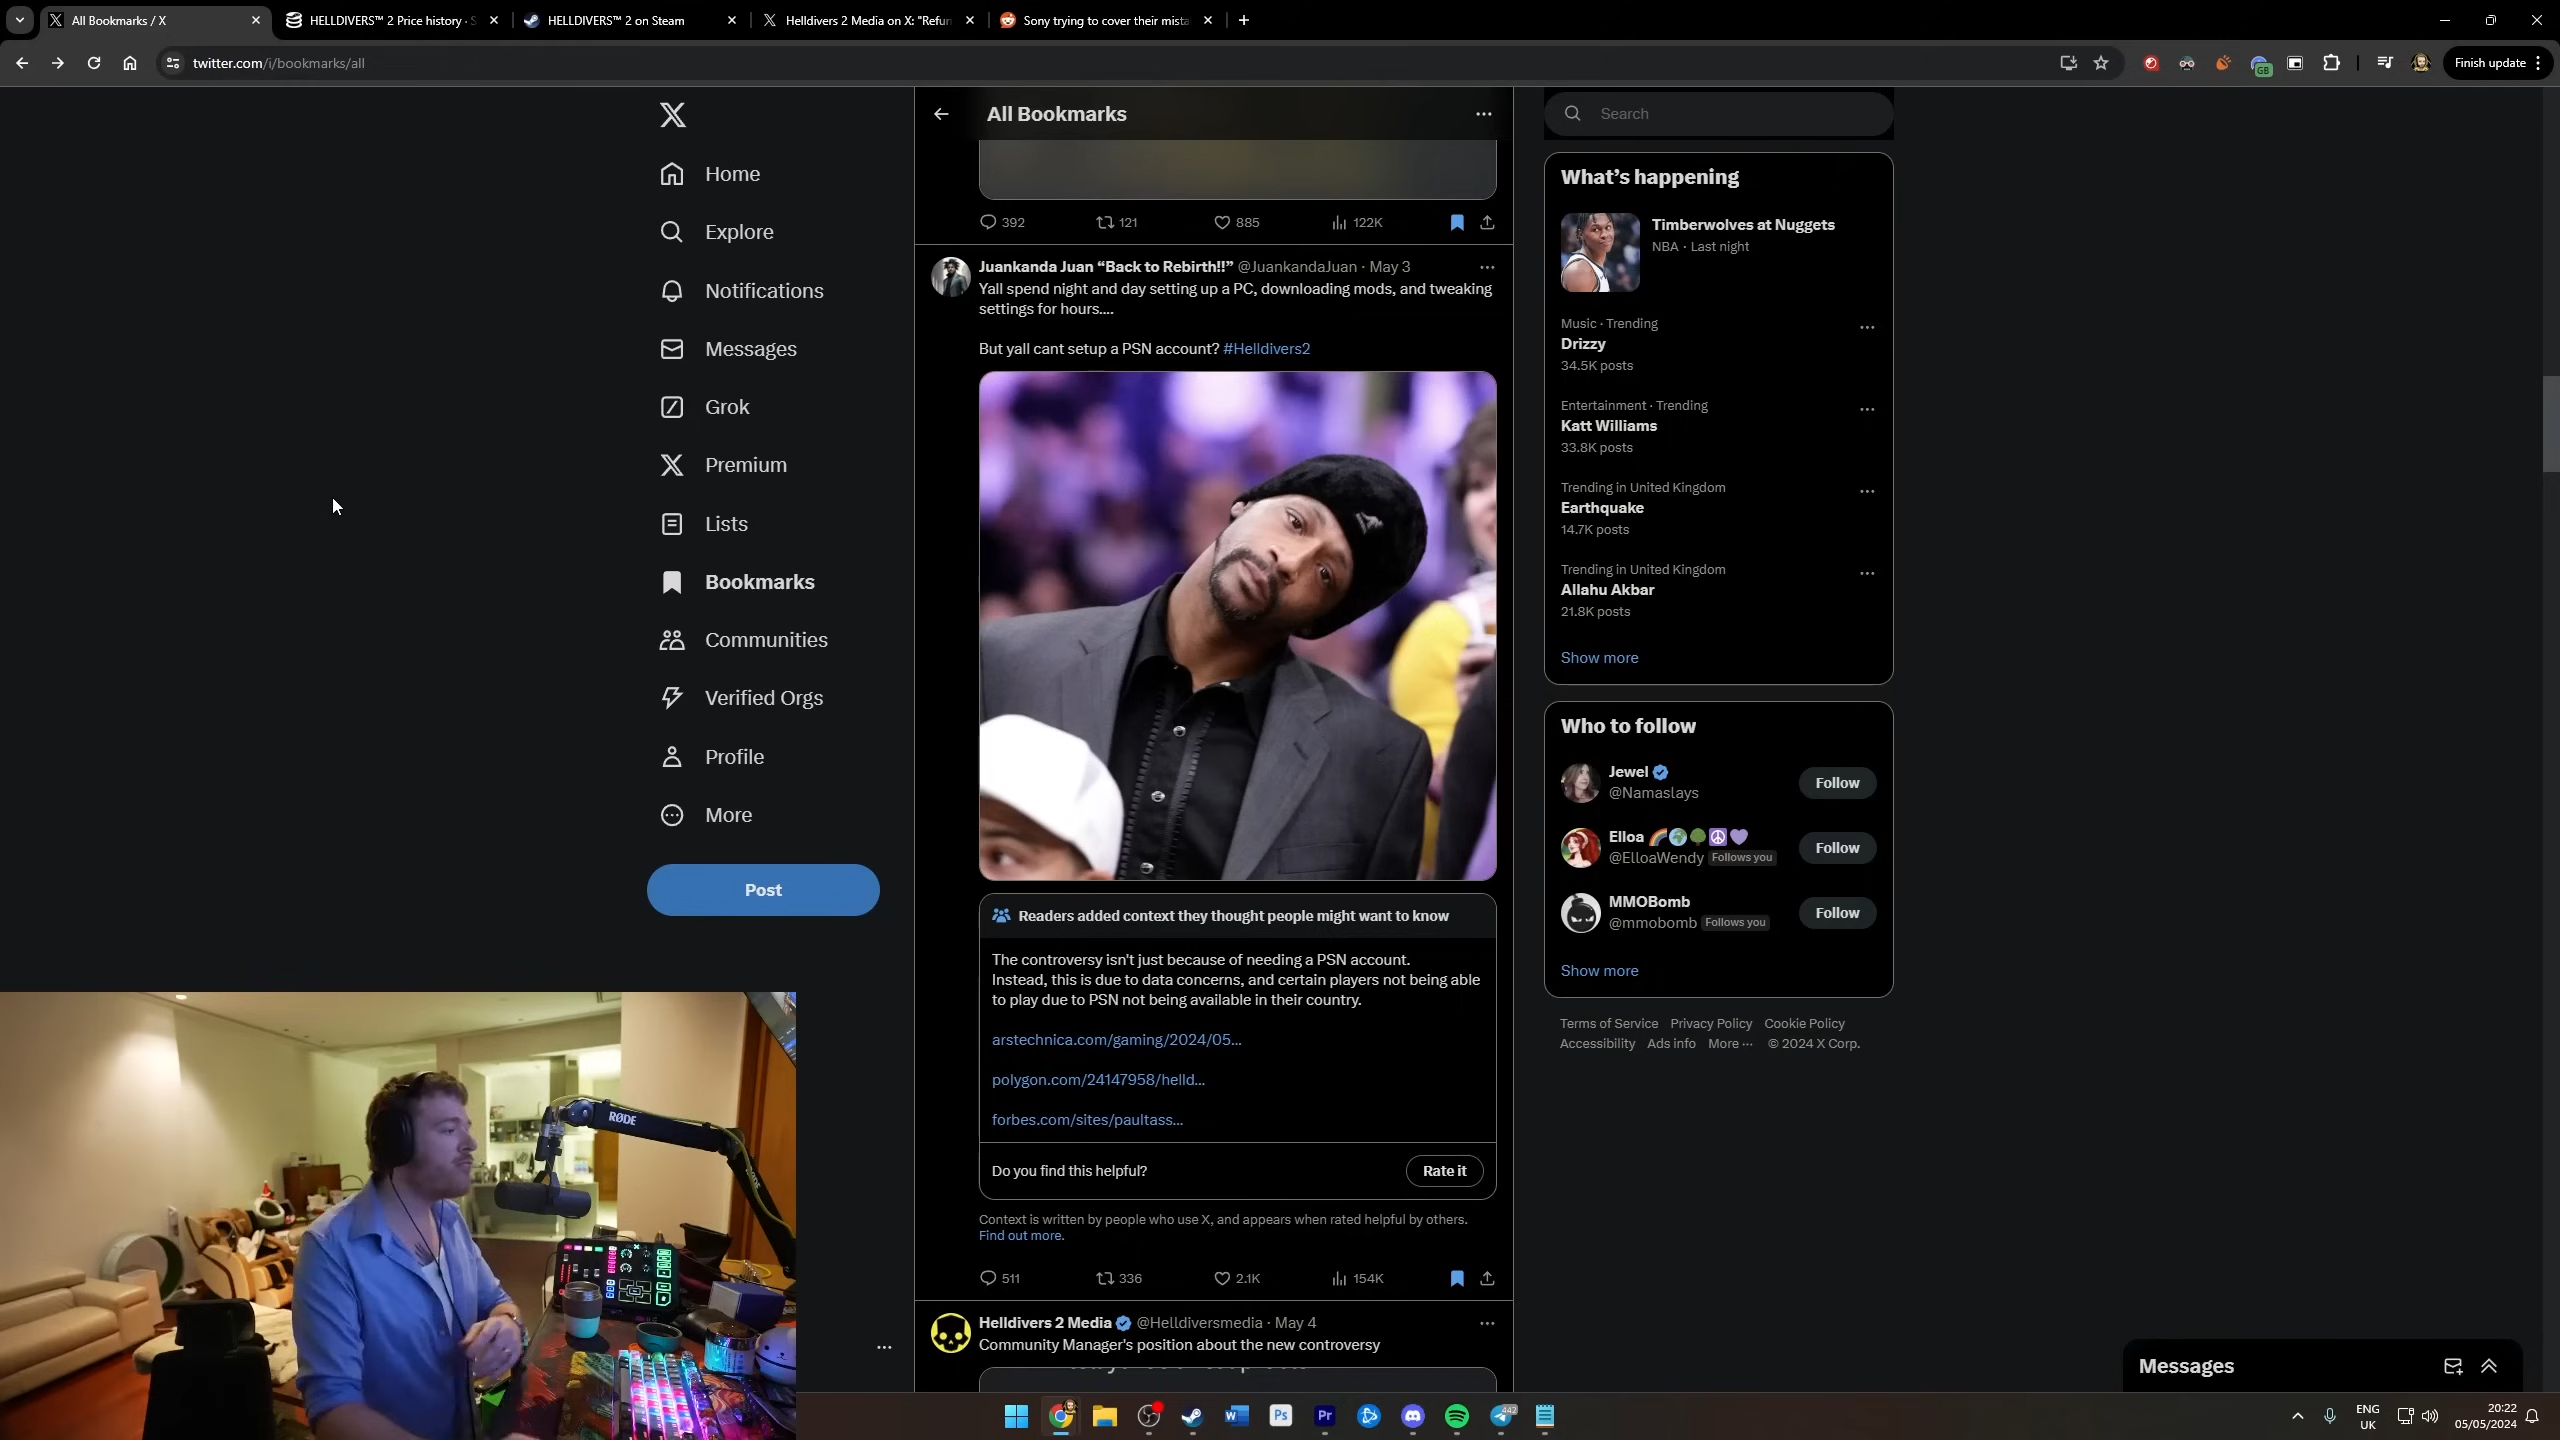 All Bookmarks / X
HELLDIVERS™ 2 Price history · S
HELLDIVERS™ 2 on Steam
Helldivers 2 Media on X: "Refun
Sony trying to cover their mista
twitter.com/i/bookmarks/all
GB
Finish update
Home
Explore
Notifications
Messages
Grok
Premium
Lists
Bookmarks
Communities
Verified Orgs
Profile
More
Post
All Bookmarks
392
121
885
122K
Juankanda Juan “Back to Rebirth!!” @JuankandaJuan · May 3
Yall spend night and day setting up a PC, downloading mods, and tweaking
settings for hours....
But yall cant setup a PSN account? #Helldivers2
Readers added context they thought people might want to know
The controversy isn't just because of needing a PSN account.
Instead, this is due to data concerns, and certain players not being able
to play due to PSN not being available in their country.
arstechnica.com/gaming/2024/05...
polygon.com/24147958/helld...
forbes.com/sites/paultass...
Do you find this helpful?
Rate it
Context is written by people who use X, and appears when rated helpful by others.
Find out more.
511
336
2.1K
154K
Helldivers 2 Media @Helldiversmedia · May 4
Community Manager's position about the new controversy
Search
What’s happening
Timberwolves at Nuggets
NBA · Last night
Music · Trending
Drizzy
34.5K posts
Entertainment · Trending
Katt Williams
33.8K posts
Trending in United Kingdom
Earthquake
14.7K posts
Trending in United Kingdom
Allahu Akbar
21.8K posts
Show more
Who to follow
Jewel
@Namaslays
Follow
Elloa
@ElloaWendy Follows you
Follow
MMOBomb
@mmobomb Follows you
Follow
Show more
Terms of Service Privacy Policy Cookie Policy
Accessibility Ads info More ··· © 2024 X Corp.
RØDE
Messages
Ps
Pr
442
ENG
UK
20:22
05/05/2024